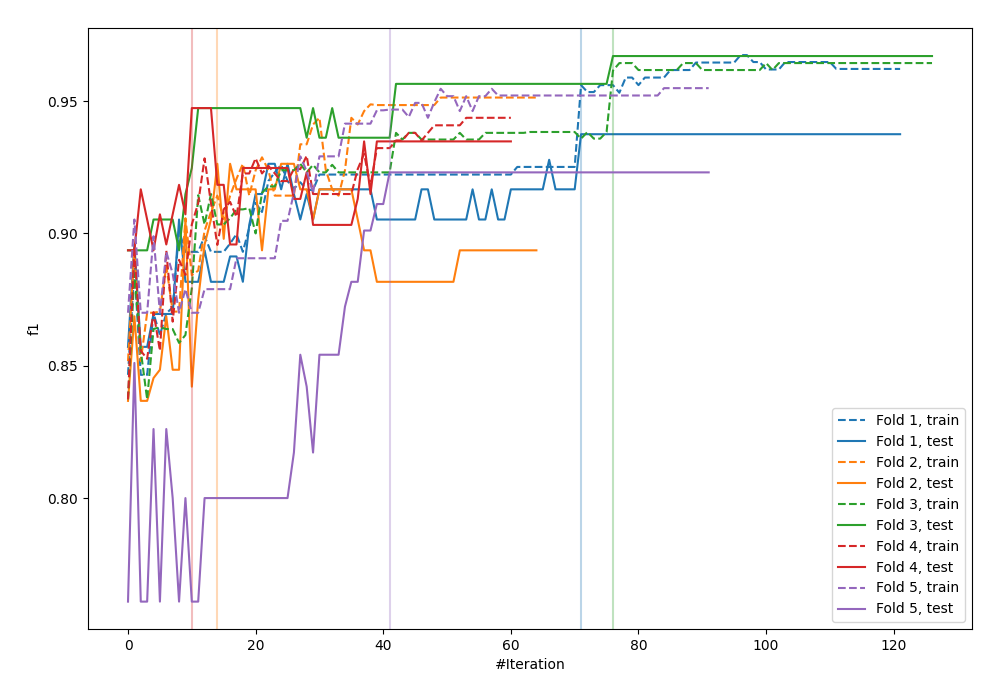 0.95
0.90
0.85
0.80
f1
0
20
40
60
80
100
120
#Iteration
Fold 1, train
Fold 1, test
Fold 2, train
Fold 2, test
Fold 3, train
Fold 3, test
Fold 4, train
Fold 4, test
Fold 5, train
Fold 5, test